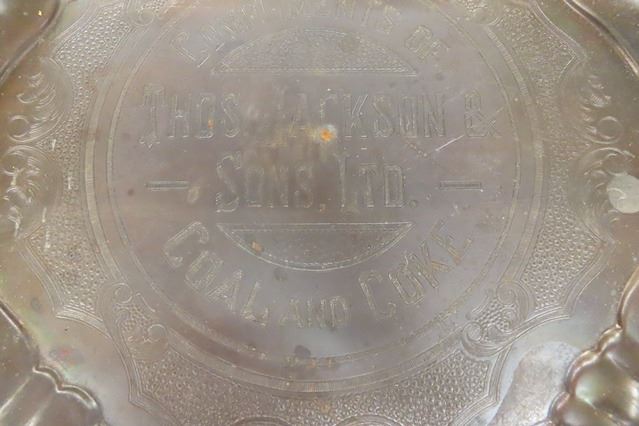 COMPLIMENTS OF
THOS. JACKSON &
SONS, LTD.
COAL AND COKE